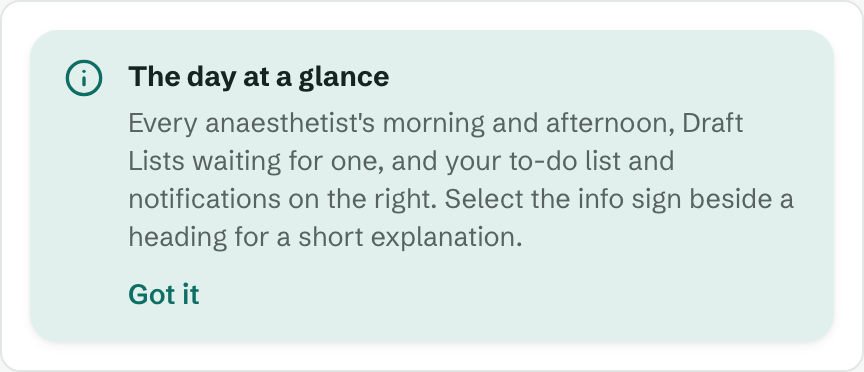 The day at a glance
Every anaesthetist's morning and afternoon, Draft
Lists waiting for one, and your to-do list and
notifications on the right. Select the info sign beside a
heading for a short explanation.
Got it